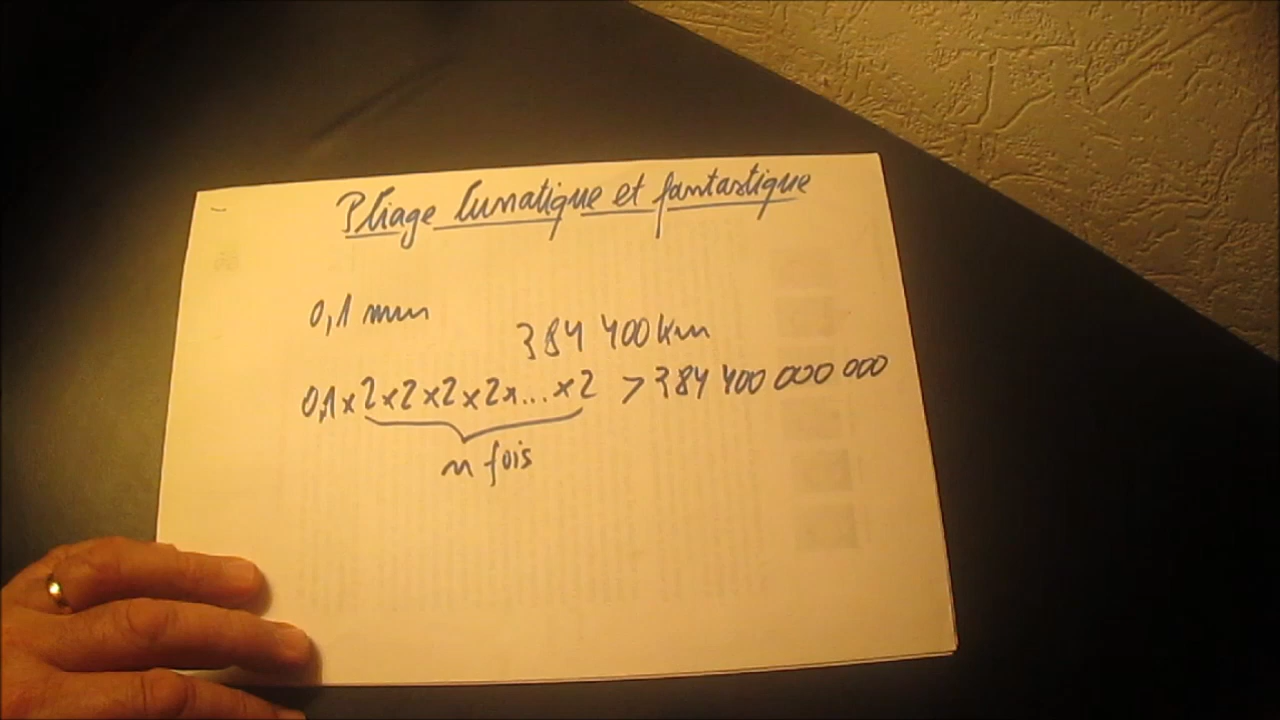 Pliage lunatique et fantastique
0,1 mm
384 400 km
0,1 x 2 x 2 x 2 x 2 x ... x 2 > 384 400 000 000
n fois